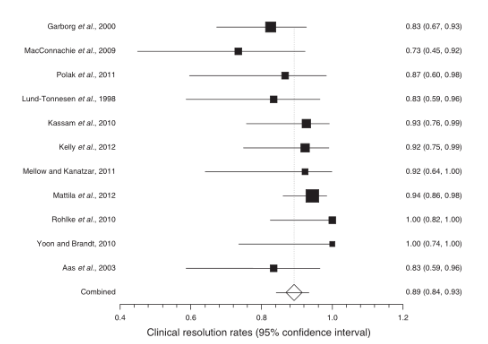 Garborg et al., 2000 0.83 (0.67, 0.93)
MacConnachie et al., 2009 0.73 (0.45, 0.92)
Polak et al., 2011 0.87 (0.60, 0.98)
Lund-Tonnesen et al., 1998 0.83 (0.59, 0.96)
Kassam et al., 2010 0.93 (0.76, 0.99)
Kelly et al., 2012 0.92 (0.75, 0.99)
Mellow and Kanatzar, 2011 0.92 (0.64, 1.00)
Mattila et al., 2012 0.94 (0.86, 0.98)
Rohlke et al., 2010 1.00 (0.82, 1.00)
Yoon and Brandt, 2010 1.00 (0.74, 1.00)
Aas et al., 2003 0.83 (0.59, 0.96)
Combined 0.89 (0.84, 0.93)
0.4 0.6 0.8 1.0 1.2
Clinical resolution rates (95% confidence interval)